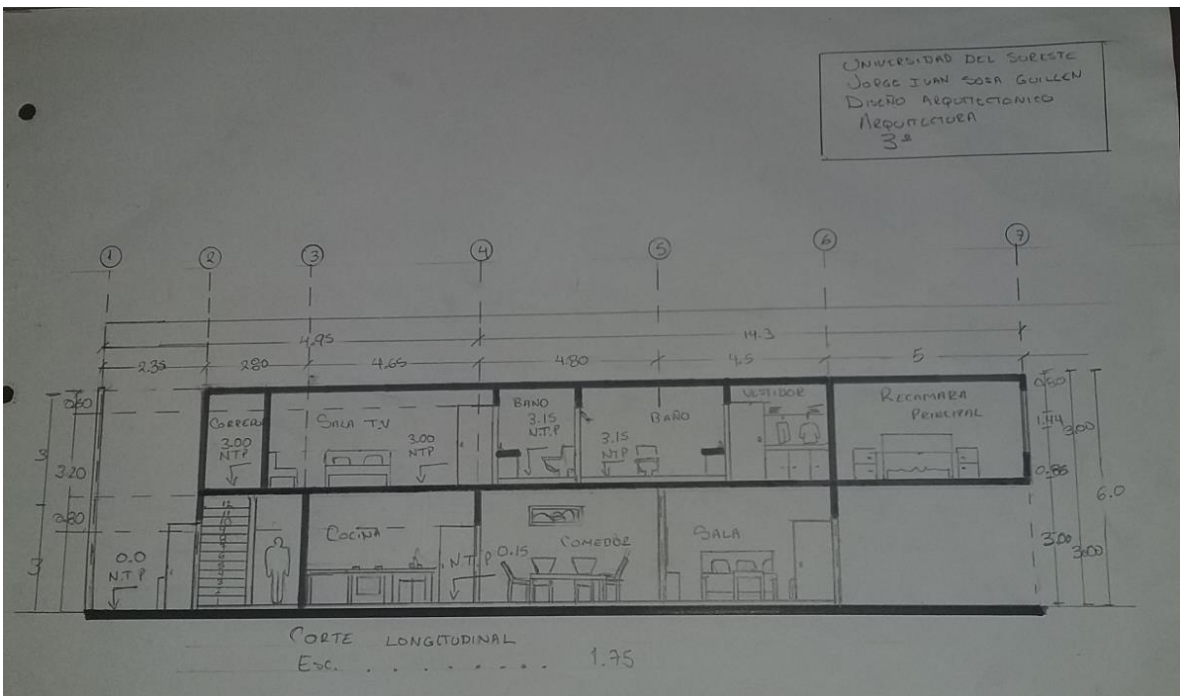 UNIVERSIDAD DEL SURESTE
JORGE IVAN SOSA GUILLEN
DISEÑO ARQUITECTONICO
ARQUITECTURA
3º
1 2 3 4 5 6 7
4.95 14.3
2.35 2.80 4.65 4.80 4.5 5
CORREDOR
3.00
NTP
SALA T.V
3.00
NTP
BAÑO
3.15
N.T.P
BAÑO
3.15
NTP
VESTIDOR
RECAMARA
PRINCIPAL
0.60
3
3.20
2.80
3
0.60
1.44
3.00
0.86
6.0
3.00
3.00
0.0
N.T.P
COCINA
N.T.P 0.15
COMEDOR
SALA
CORTE LONGITUDINAL
ESC. . . . . . . . . 1.75